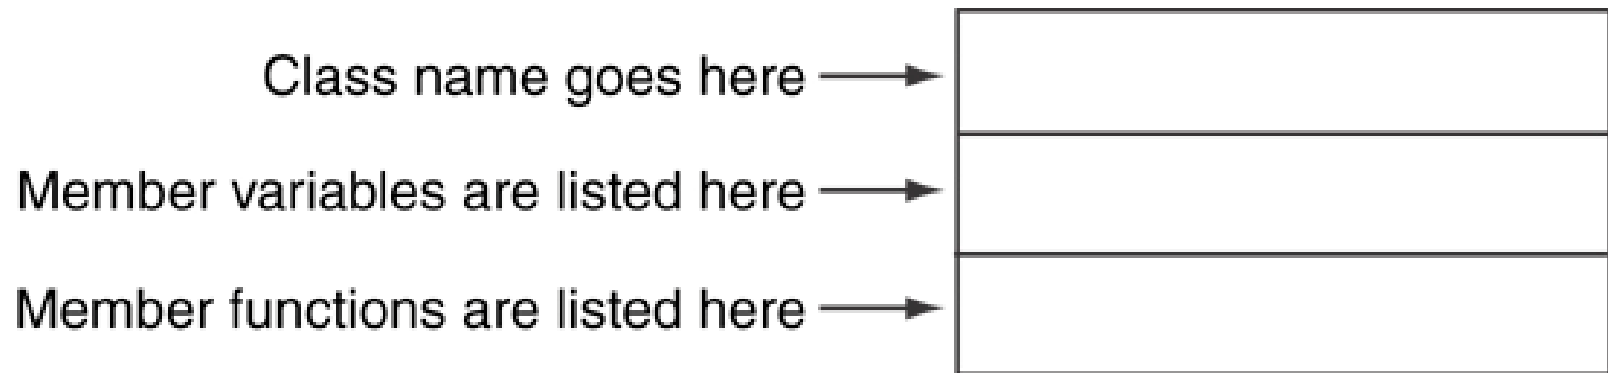 Class name goes here
Member variables are listed here
Member functions are listed here